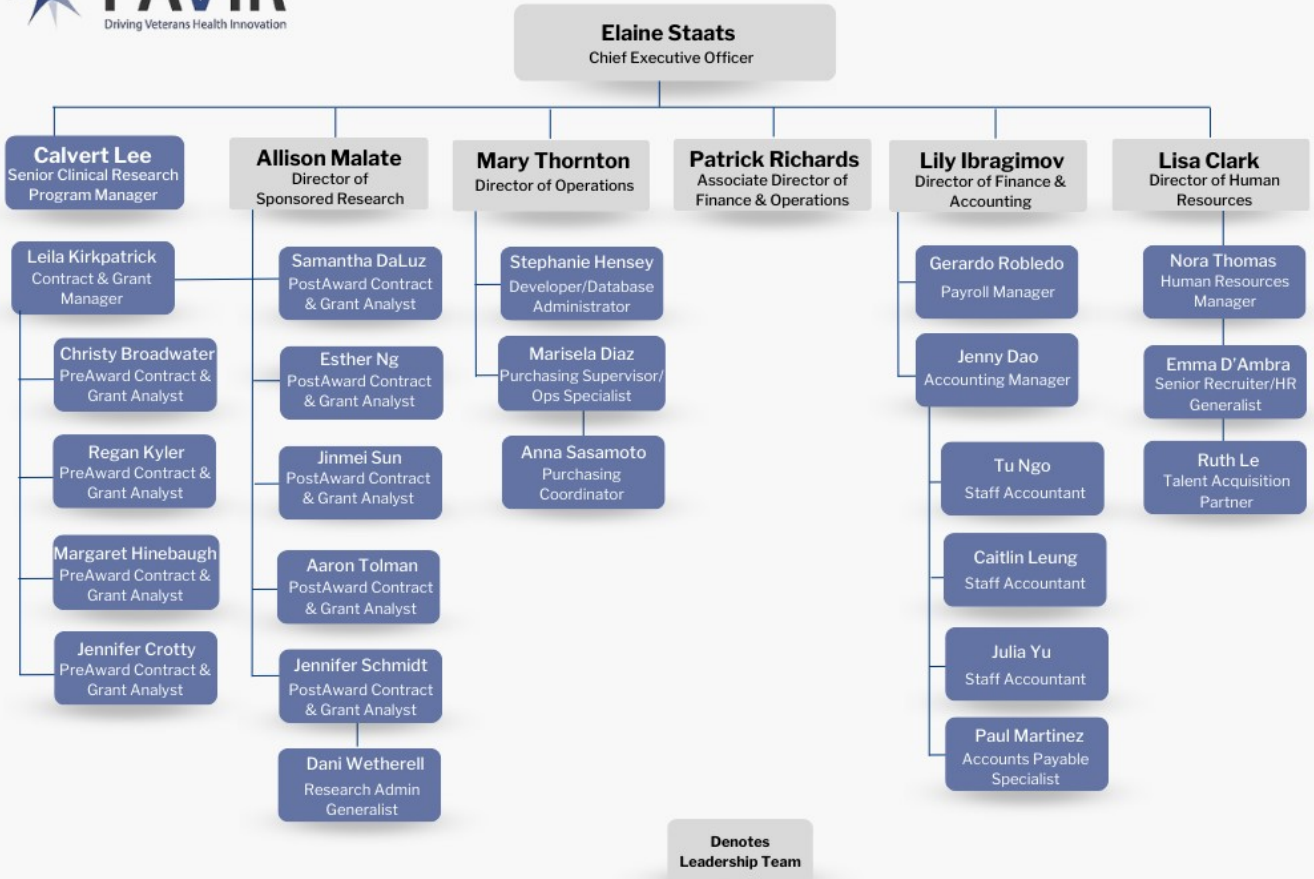 Driving Veterans Health Innovation
Elaine Staats
Chief Executive Officer
Calvert Lee
Senior Clinical Research
Program Manager
Allison Malate
Director of
Sponsored Research
Mary Thornton
Director of Operations
Patrick Richards
Associate Director of
Finance & Operations
Lily Ibragimov
Director of Finance &
Accounting
Lisa Clark
Director of Human
Resources
Leila Kirkpatrick
Contract & Grant
Manager
Christy Broadwater
PreAward Contract &
Grant Analyst
Regan Kyler
PreAward Contract &
Grant Analyst
Margaret Hinebaugh
PreAward Contract &
Grant Analyst
Jennifer Crotty
PreAward Contract &
Grant Analyst
Samantha DaLuz
PostAward Contract
& Grant Analyst
Esther Ng
PostAward Contract
& Grant Analyst
Jinmei Sun
PostAward Contract
& Grant Analyst
Aaron Tolman
PostAward Contract
& Grant Analyst
Jennifer Schmidt
PostAward Contract
& Grant Analyst
Dani Wetherell
Research Admin
Generalist
Stephanie Hensey
Developer/Database
Administrator
Marisela Diaz
Purchasing Supervisor/
Ops Specialist
Anna Sasamoto
Purchasing
Coordinator
Gerardo Robledo
Payroll Manager
Jenny Dao
Accounting Manager
Tu Ngo
Staff Accountant
Caitlin Leung
Staff Accountant
Julia Yu
Staff Accountant
Paul Martinez
Accounts Payable
Specialist
Nora Thomas
Human Resources
Manager
Emma D'Ambra
Senior Recruiter/HR
Generalist
Ruth Le
Talent Acquisition
Partner
Denotes
Leadership Team